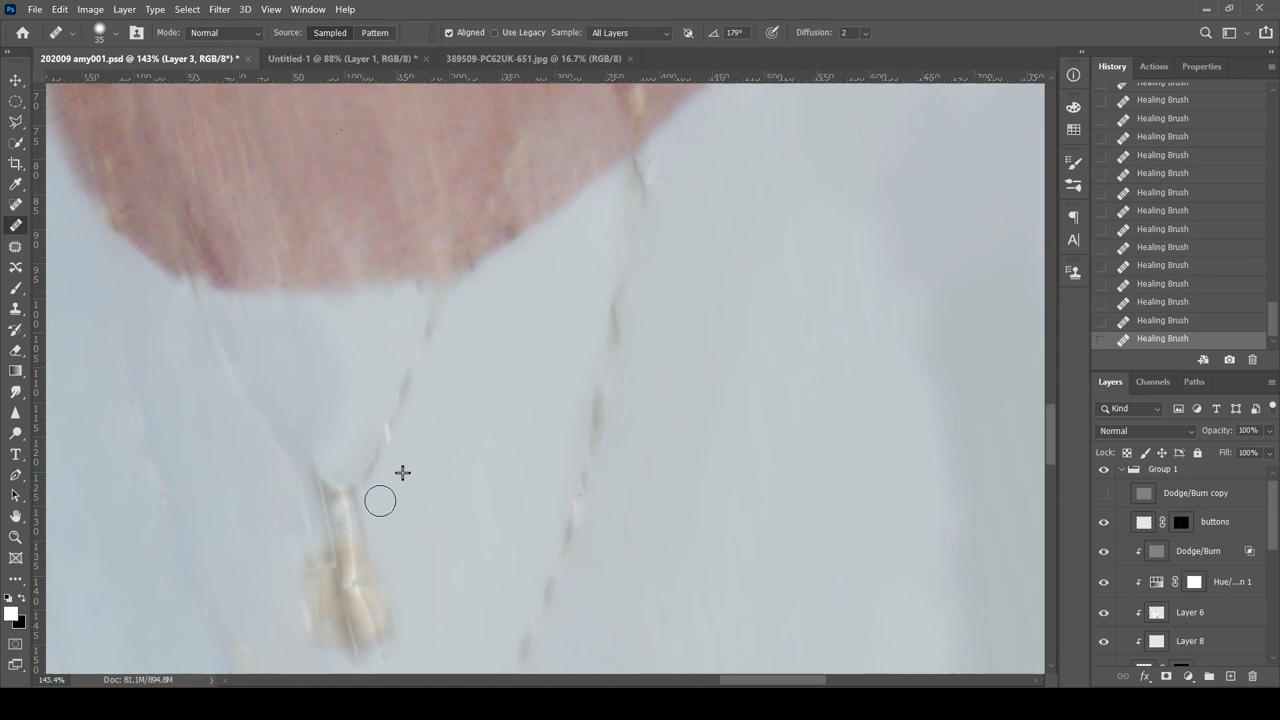 Ps File Edit Image Layer Type Select Filter 3D View Window Help
35 Mode: Normal Source: Sampled Pattern Aligned Use Legacy Sample: All Layers 179° Diffusion: 2
202009 amy001.psd @ 143% (Layer 3, RGB/8*) * × Untitled-1 @ 88% (Layer 1, RGB/8) * × 389509-PC62UK-651.jpg @ 16.7% (RGB/8) ×
History Actions Properties
Healing Brush
Healing Brush
Healing Brush
Healing Brush
Healing Brush
Healing Brush
Healing Brush
Healing Brush
Healing Brush
Healing Brush
Healing Brush
Healing Brush
Healing Brush
Healing Brush
Layers Channels Paths
Kind
Normal Opacity: 100%
Lock: Fill: 100%
Group 1
Dodge/Burn copy
buttons
Dodge/Burn
Hue/...n 1
Layer 6
Layer 8
143.4% Doc: 81.1M/894.8M